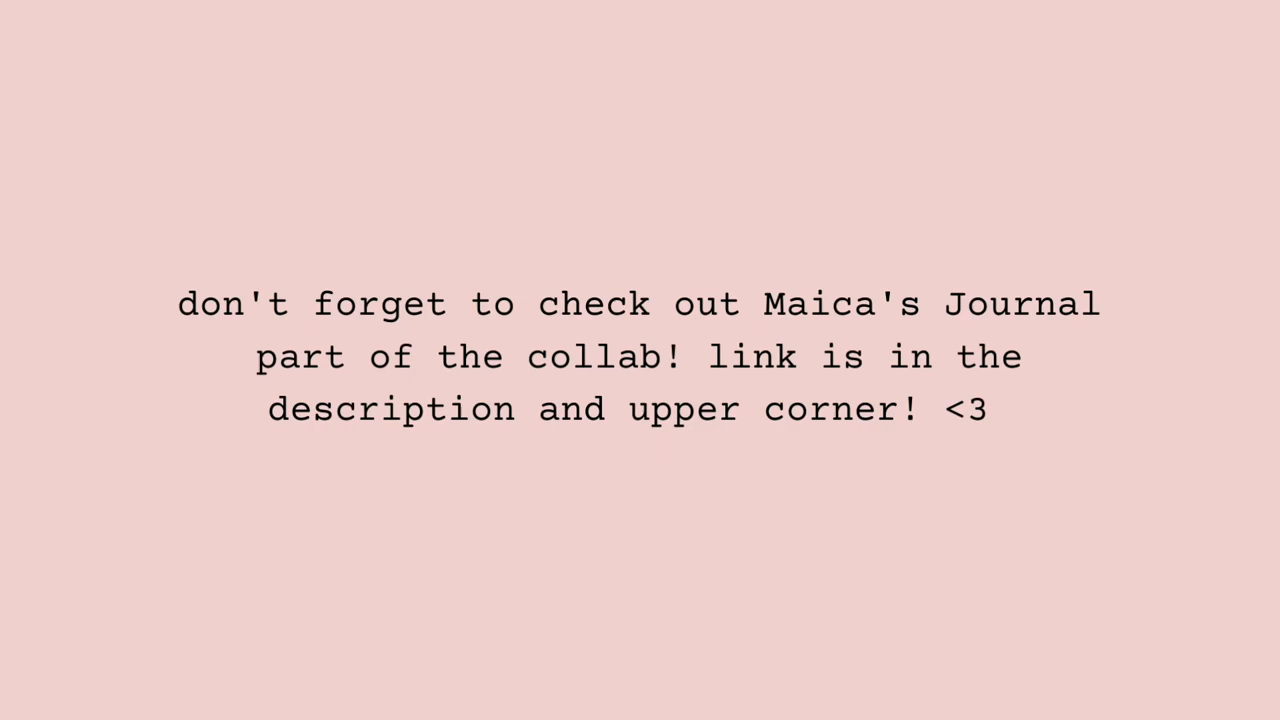 don't forget to check out Maica's Journal
part of the collab! link is in the
description and upper corner! <3